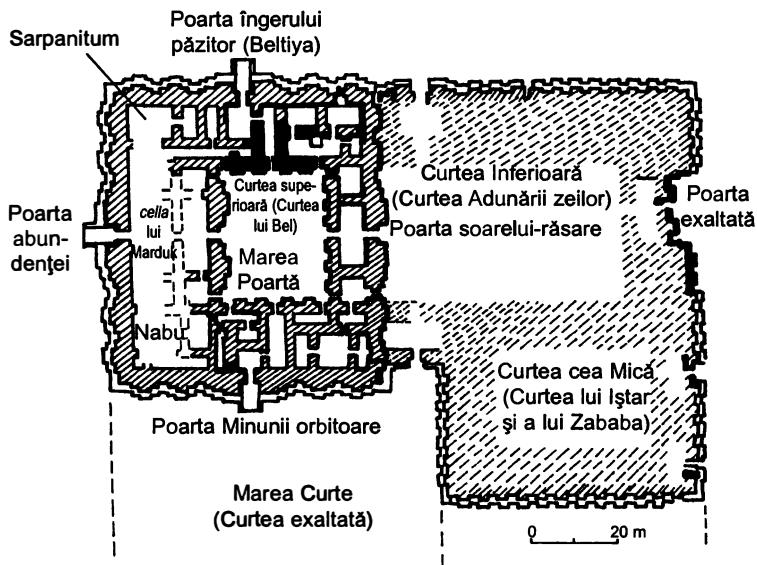 Poarta îngerului
păzitor (Beltiya)
Sarpanitum
Curtea Inferioară
(Curtea Adunării zeilor)
Curtea supe-
rioară (Curtea
lui Bel)
Poarta
exaltată
Poarta
abun-
denţei
cella
lui
Marduk
Poarta soarelui-răsare
Marea
Poartă
Nabu
Curtea cea Mică
(Curtea lui Iştar
şi a lui Zababa)
Poarta Minunii orbitoare
Marea Curte
(Curtea exaltată)
0 20 m